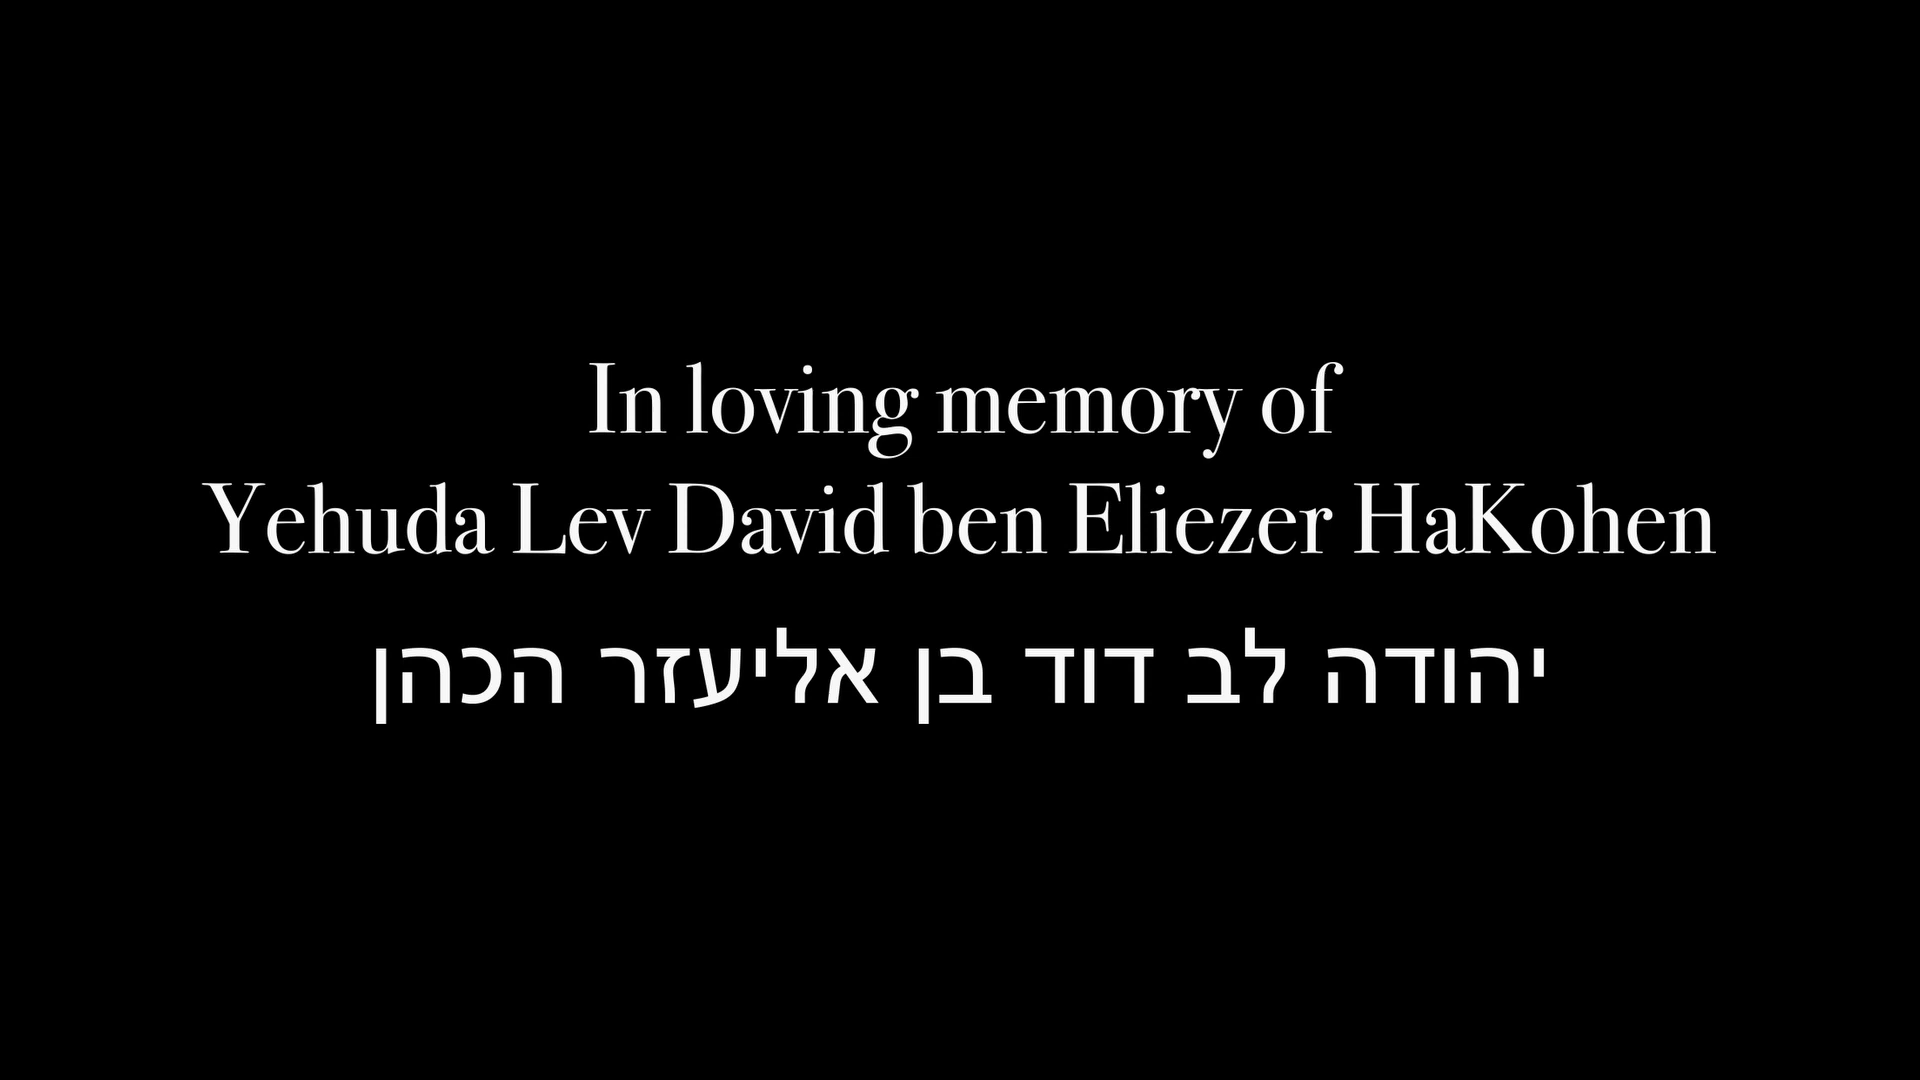 In loving memory of
Yehuda Lev David ben Eliezer HaKohen
יהודה לב דוד בן אליעזר הכהן